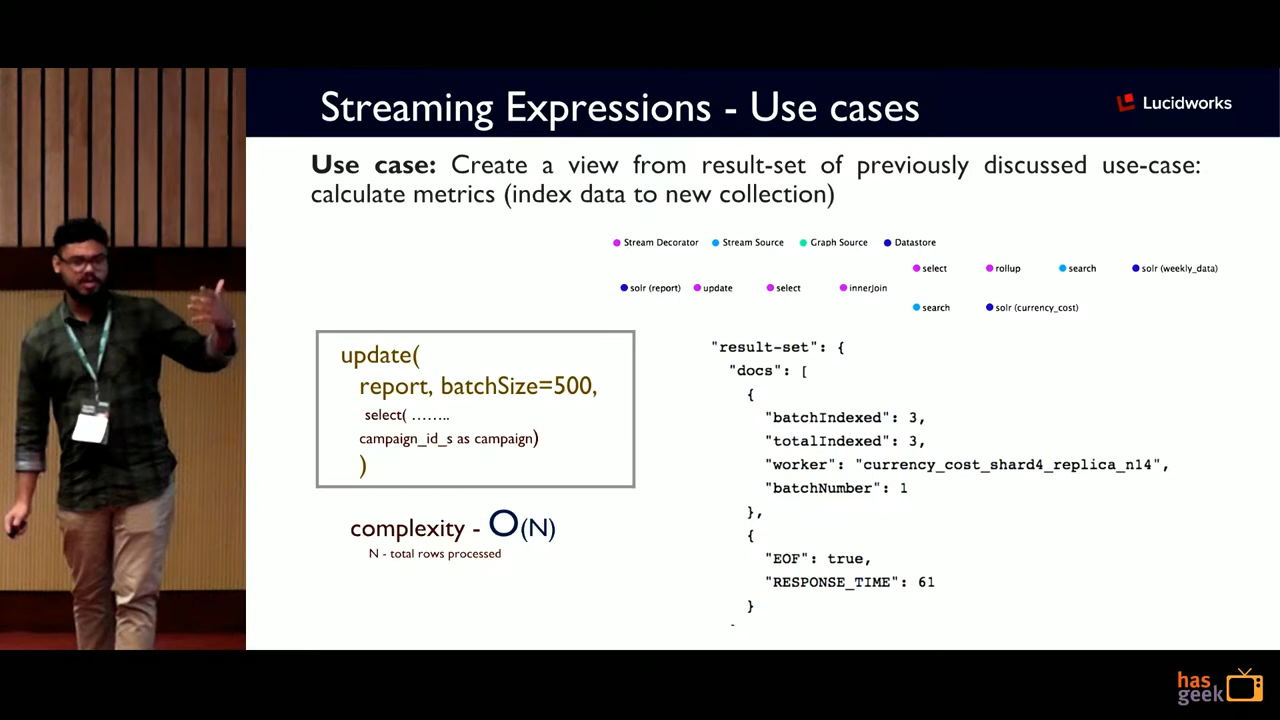 Streaming Expressions - Use cases
Lucidworks
Use case: Create a view from result-set of previously discussed use-case:
calculate metrics (index data to new collection)
Stream Decorator Stream Source Graph Source Datastore
select rollup search solr (weekly_data)
solr (report) update select innerJoin
search solr (currency_cost)
update(
report, batchSize=500,
select( ……..
campaign_id_s as campaign)
)
complexity - O(N)
N - total rows processed
"result-set": {
"docs": [
{
"batchIndexed": 3,
"totalIndexed": 3,
"worker": "currency_cost_shard4_replica_n14",
"batchNumber": 1
},
{
"EOF": true,
"RESPONSE_TIME": 61
}
has
geek